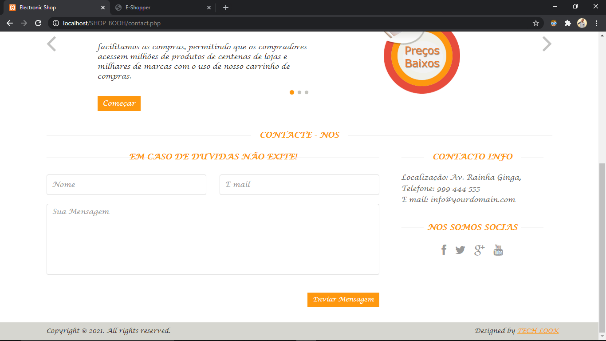 Electronic Shop
E-Shopper
localhost/SHOP_BOOB/contact.php
facilitamos as compras, permitindo que os compradores
acessem milhões de produtos de centenas de lojas e
milhares de marcas com o uso de nosso carrinho de
compras.
Preços
Baixos
Começar
CONTACTE - NOS
EM CASO DE DUVIDAS NÃO EXITE!
CONTACTO INFO
Nome
E mail
Localização: Av. Rainha Ginga,
Telefone: 999 444 555
E mail: info@yourdomain.com
Sua Mensagem
NOS SOMOS SOCIAS
Enviar Mensagem
Copyright © 2021. All rights reserved.
Designed by TECH LOOK